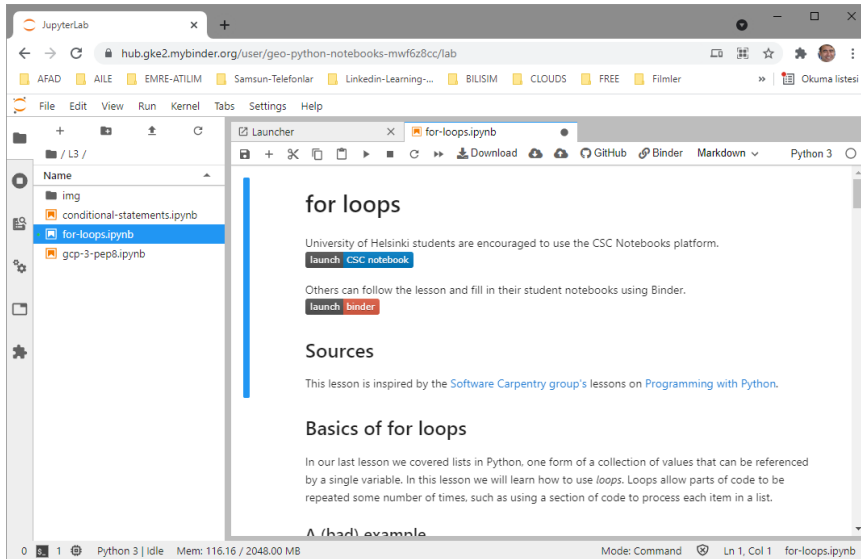 JupyterLab
hub.gke2.mybinder.org/user/geo-python-notebooks-mwf6z8cc/lab
AFAD AILE EMRE-ATILIM Samsun-Telefonlar Linkedin-Learning-... BILISIM CLOUDS FREE Filmler » Okuma listesi
File Edit View Run Kernel Tabs Settings Help
Launcher for-loops.ipynb
/ L3 /
Download GitHub Binder Markdown Python 3
Name
img
conditional-statements.ipynb
for-loops.ipynb
gcp-3-pep8.ipynb
for loops
University of Helsinki students are encouraged to use the CSC Notebooks platform.
launch CSC notebook
Others can follow the lesson and fill in their student notebooks using Binder.
launch binder
Sources
This lesson is inspired by the Software Carpentry group's lessons on Programming with Python.
Basics of for loops
In our last lesson we covered lists in Python, one form of a collection of values that can be referenced
by a single variable. In this lesson we will learn how to use loops. Loops allow parts of code to be
repeated some number of times, such as using a section of code to process each item in a list.
A (bad) example
0 1 Python 3 | Idle Mem: 116.16 / 2048.00 MB Mode: Command Ln 1, Col 1 for-loops.ipynb